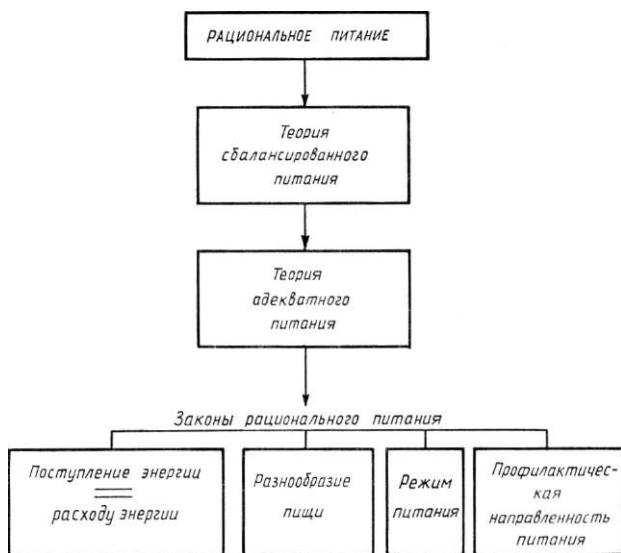 РАЦИОНАЛЬНОЕ ПИТАНИЕ
Теория
сбалансированного
питания
Теория
адекватного
питания
Законы рационального питания
Поступление энергии
=
расходу энергии
Разнообразие
пищи
Режим
питания
Профилактичес-
кая
направленность
питания